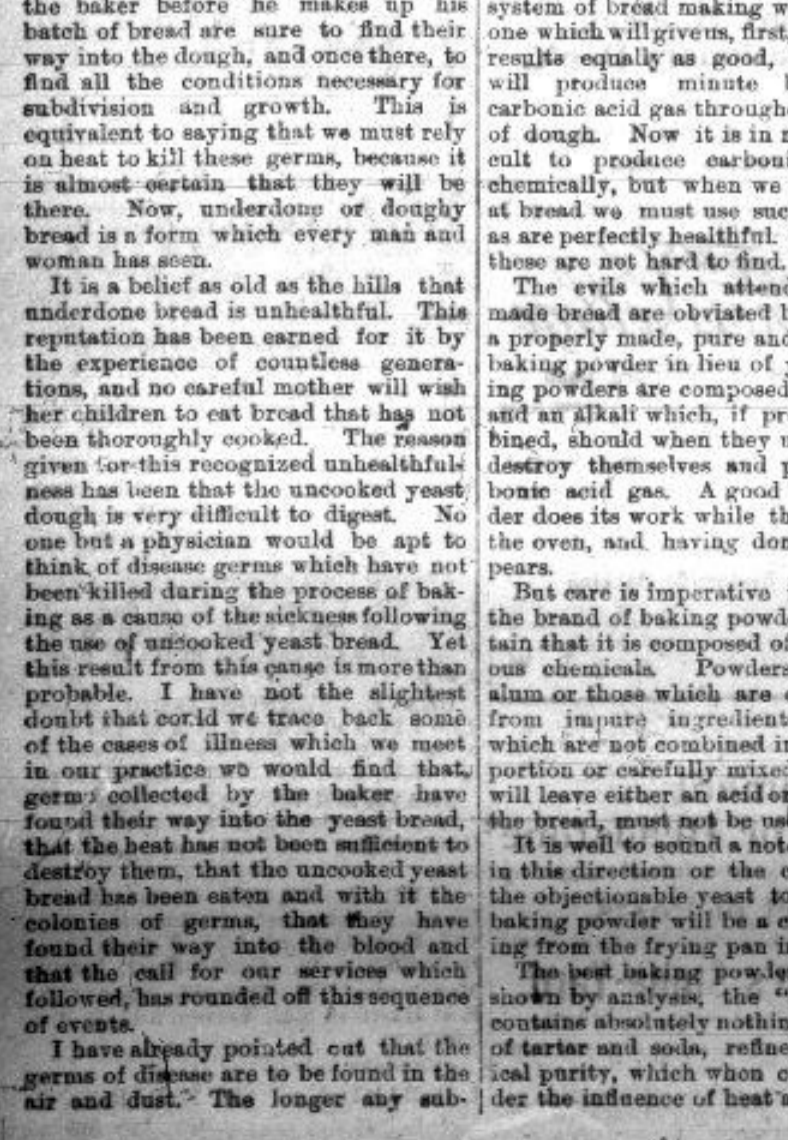 the baker before he makes up his
batch of bread are sure to find their
way into the dough, and once there, to
find all the conditions necessary for
subdivision and growth. This is
equivalent to saying that we must rely
on heat to kill these germs, because it
is almost certain that they will be
there. Now, underdone or doughy
bread is a form which every man and
woman has seen.
It is a belief as old as the hills that
underdone bread is unhealthful. This
reputation has been earned for it by
the experience of countless genera-
tions, and no careful mother will wish
her children to eat bread that has not
been thoroughly cooked. The reason
given for this recognized unhealthful-
ness has been that the uncooked yeast
dough is very difficult to digest. No
one but a physician would be apt to
think of disease germs which have not
been killed during the process of bak-
ing as a cause of the sickness following
the use of uncooked yeast bread. Yet
this result from this cause is more than
probable. I have not the slightest
doubt that could we trace back some
of the cases of illness which we meet
in our practice we would find that
germs collected by the baker have
found their way into the yeast bread,
that the heat has not been sufficient to
destroy them, that the uncooked yeast
bread has been eaten and with it the
colonies of germs, that they have
found their way into the blood and
that the call for our services which
followed, has rounded off this sequence
of events.
I have already pointed out that the
germs of disease are to be found in the
air and dust. The longer any sub-
system of bread making w
one which will give us, first,
results equally as good,
will produce minute b
carbonic acid gas through
of dough. Now it is in
cult to produce carboni
chemically, but when we
at bread we must use suc
as are perfectly healthful.
these are not hard to find.
The evils which attend
made bread are obviated b
a properly made, pure and
baking powder in lieu of
ing powders are composed
and an alkali which, if pr
bined, should when they
destroy themselves and p
bonic acid gas. A good
der does its work while th
the oven, and having don
pears.
But care is imperative
the brand of baking powd
tain that it is composed of
ous chemicals. Powders
alum or those which are
from impure ingredient
which are not combined in
portion or carefully mixed
will leave either an acid or
the bread, must not be us
It is well to sound a not
in this direction or the c
the objectionable yeast to
baking powder will be a c
ing from the frying pan i
The best baking powde
shown by analysis, the "
contains absolutely nothin
of tartar and soda, refine
ical purity, which when c
der the influence of heat